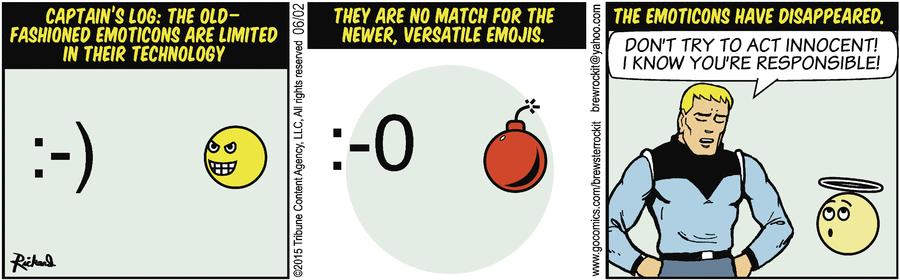 CAPTAIN'S LOG: THE OLD-
FASHIONED EMOTICONS ARE LIMITED
IN THEIR TECHNOLOGY
:-)
Richard
©2015 Tribune Content Agency, LLC, All rights reserved 06/02
THEY ARE NO MATCH FOR THE
NEWER, VERSATILE EMOJIS.
:-O
www.gocomics.com/brewsterrockit brewrockit@yahoo.com
THE EMOTICONS HAVE DISAPPEARED.
DON'T TRY TO ACT INNOCENT!
I KNOW YOU'RE RESPONSIBLE!